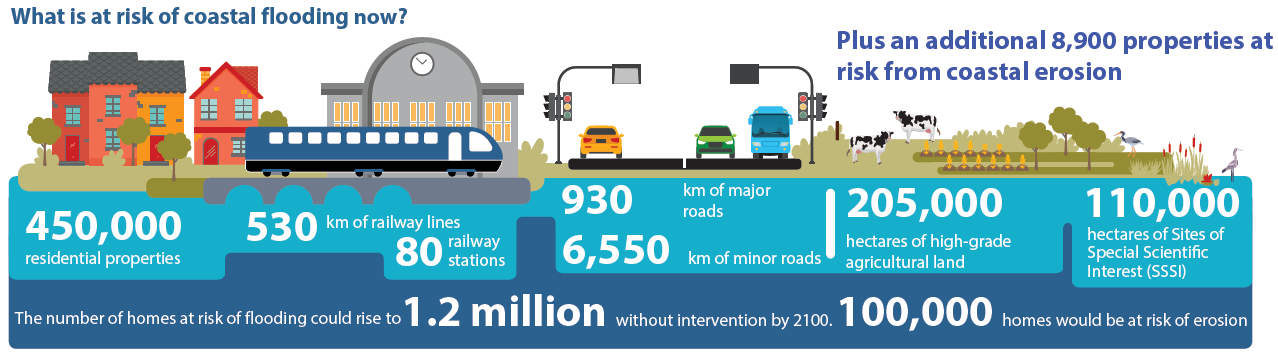 What is at risk of coastal flooding now?
Plus an additional 8,900 properties at
risk from coastal erosion
450,000
residential properties
530 km of railway lines
80 railway
stations
930 km of major
roads
6,550 km of minor roads
205,000
hectares of high-grade
agricultural land
110,000
hectares of Sites of
Special Scientific
Interest (SSSI)
The number of homes at risk of flooding could rise to 1.2 million without intervention by 2100. 100,000 homes would be at risk of erosion